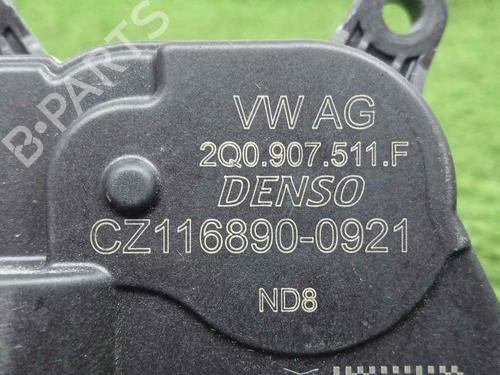 B-PARTS
VW AG
2Q0.907.511.F
DENSO
CZ116890-0921
ND8